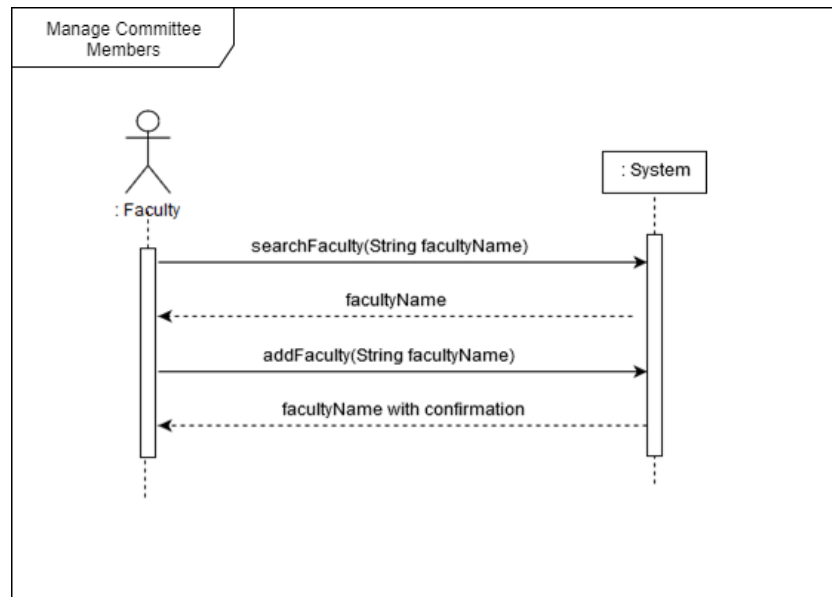 Manage Committee
Members
: Faculty
: System
searchFaculty(String facultyName)
facultyName
addFaculty(String facultyName)
facultyName with confirmation